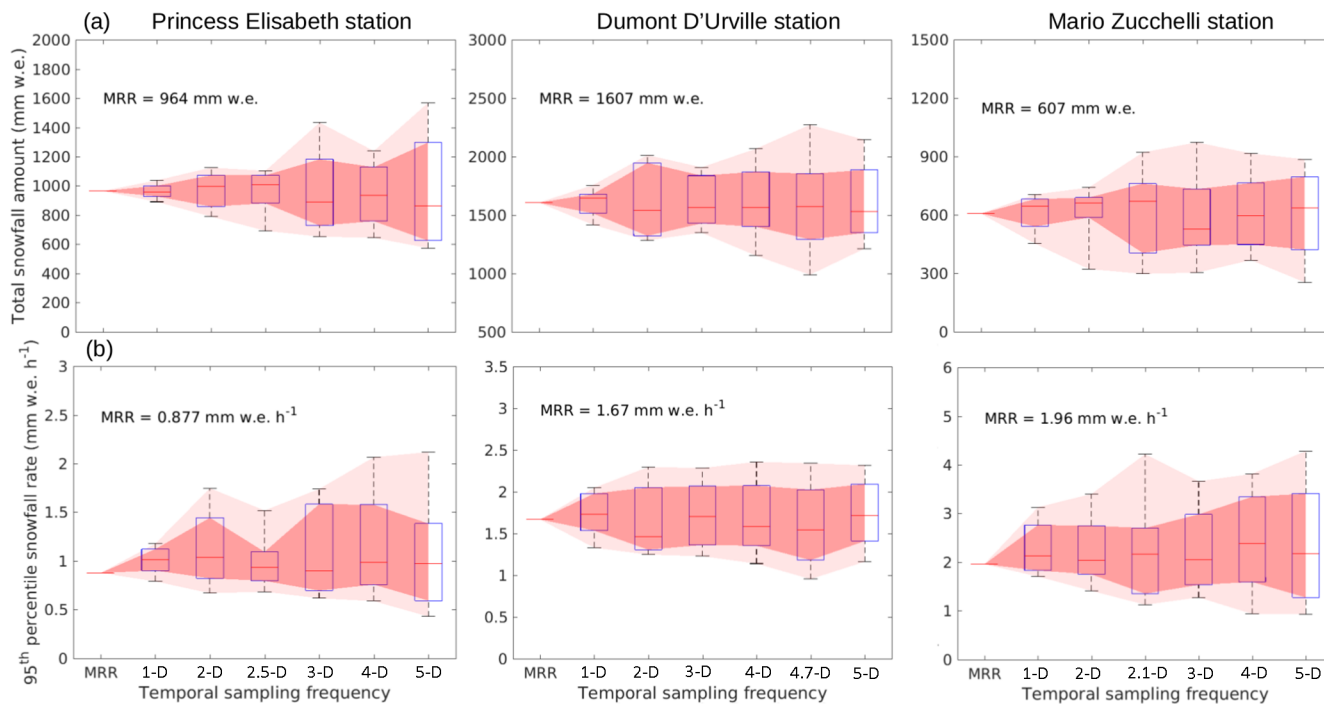 (a) Princess Elisabeth station Dumont D'Urville station Mario Zucchelli station
Total snowfall amount (mm w.e.)
2000
1800
1600
1400
1200
1000
800
600
400
200
0
MRR = 964 mm w.e.
3000
2500
2000
1500
1000
500
MRR = 1607 mm w.e.
1500
1200
900
600
300
0
MRR = 607 mm w.e.
(b)
95th percentile snowfall rate (mm w.e. h-1)
3
2.5
2
1.5
1
0.5
0
MRR = 0.877 mm w.e. h-1
MRR 1-D 2-D 2.5-D 3-D 4-D 5-D
Temporal sampling frequency
3.5
3
2.5
2
1.5
1
0.5
0
MRR = 1.67 mm w.e. h-1
MRR 1-D 2-D 3-D 4-D 4.7-D 5-D
Temporal sampling frequency
6
5
4
3
2
1
0
MRR = 1.96 mm w.e. h-1
MRR 1-D 2-D 2.1-D 3-D 4-D 5-D
Temporal sampling frequency